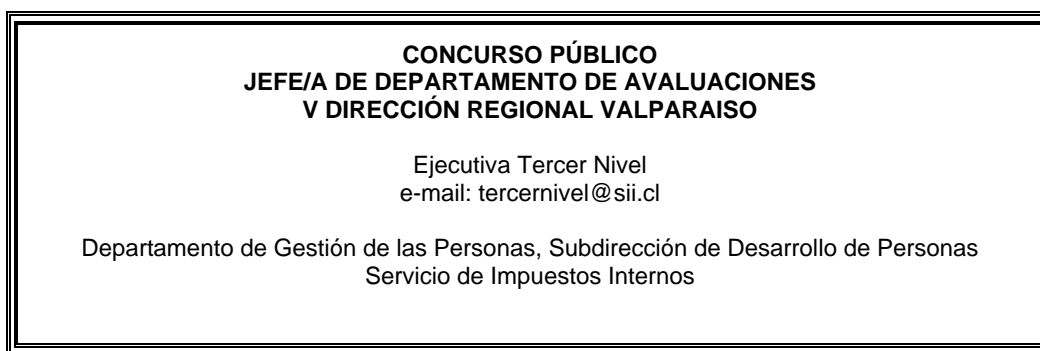 CONCURSO PÚBLICO
JEFE/A DE DEPARTAMENTO DE AVALUACIONES
V DIRECCIÓN REGIONAL VALPARAISO
Ejecutiva Tercer Nivel
e-mail: tercernivel@sii.cl
Departamento de Gestión de las Personas, Subdirección de Desarrollo de Personas
Servicio de Impuestos Internos